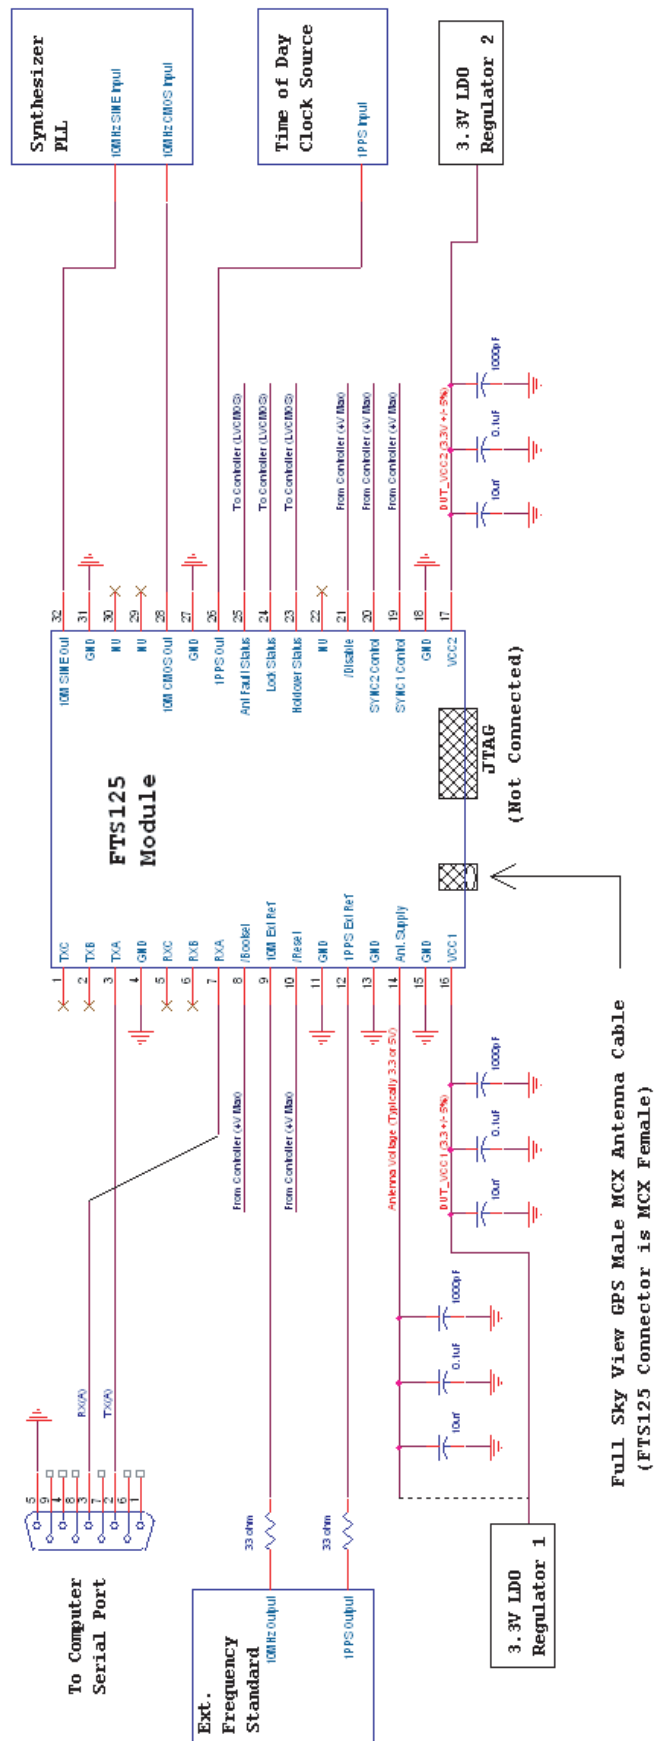 To Computer
Serial Port
5
9
4
8
3
7
2
6
1
RX(A)
TX(A)
Ext.
Frequency
Standard
10MHz Output
1PPS Output
33 ohm
33 ohm
3.3V LDO
Regulator 1
10uf
0.1uF
1000pF
Antenna Voltage (Typically 3.3 or 5V)
DUT_VCC1 (3.3 +/- 5%)
10uf
0.1uF
1000pF
From Controller (4V Max)
From Controller (4V Max)
FTS125
Module
1 TXC
2 TXB
3 TXA
4 GND
5 RXC
6 RXB
7 RXA
8 /Bootsel
9 10M Ext Ref
10 /Reset
11 GND
12 1PPS Ext Ref
13 GND
14 Ant. Supply
15 GND
16 VCC1
10M SINE Out 32
GND 31
NU 30
NU 29
10M CMOS Out 28
GND 27
1PPS Out 26
Ant Fault Status 25
Lock Status 24
Holdover Status 23
NU 22
/Disable 21
SYNC2 Control 20
SYNC1 Control 19
GND 18
VCC2 17
JTAG
(Not Connected)
To Controller (LVCMOS)
To Controller (LVCMOS)
To Controller (LVCMOS)
From Controller (4V Max)
From Controller (4V Max)
From Controller (4V Max)
DUT_VCC2 (3.3V +/- 5%)
10uf
0.1uF
1000pF
Synthesizer
PLL
10MHz SINE Input
10MHz CMOS Input
Time of Day
Clock Source
1PPS Input
3.3V LDO
Regulator 2
Full Sky View GPS Male MCX Antenna Cable
(FTS125 Connector is MCX Female)